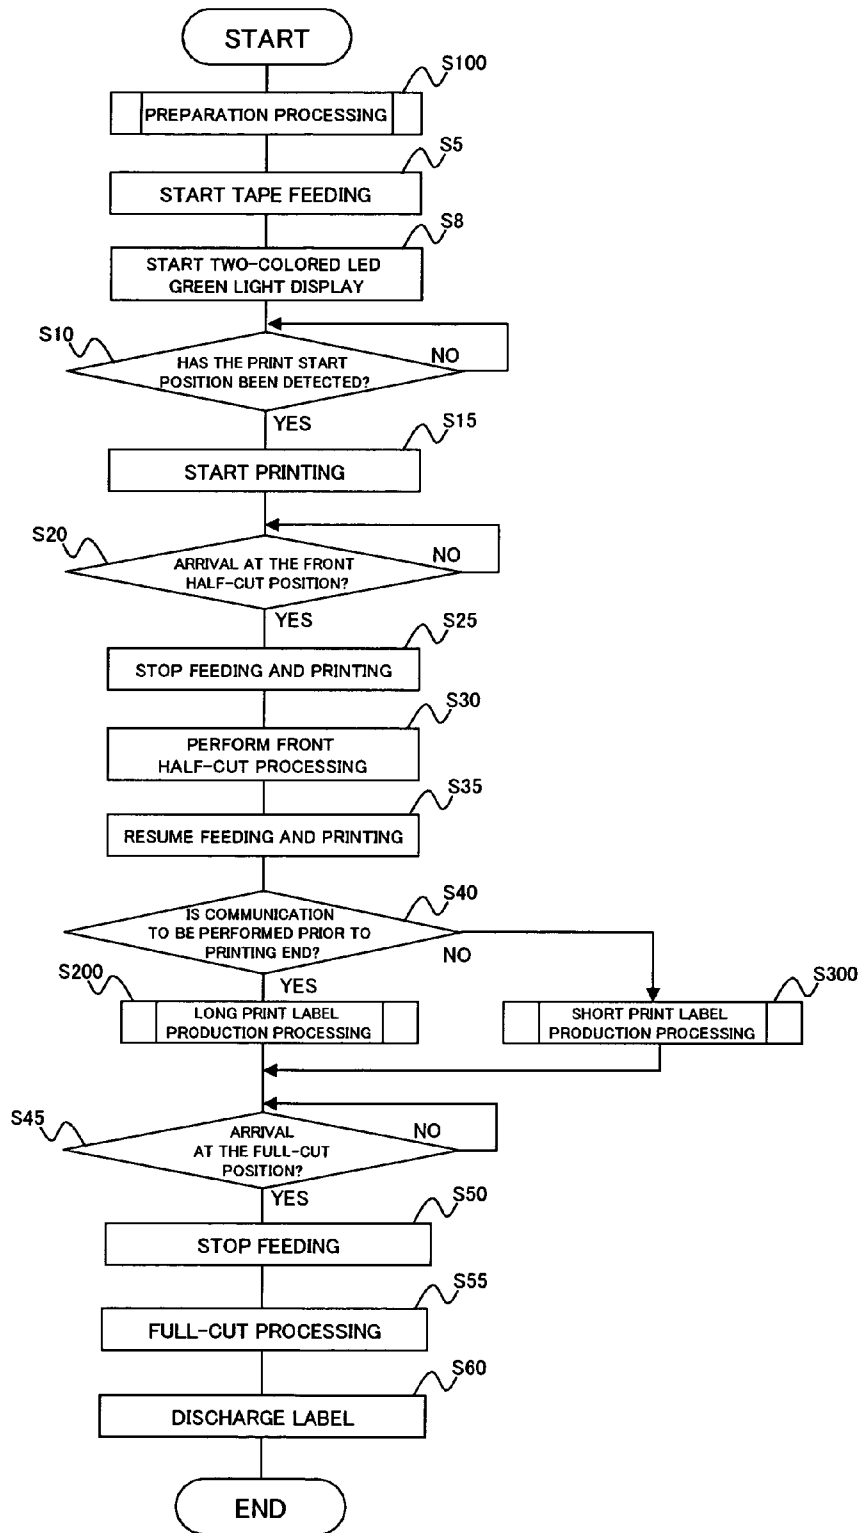 START
S100
PREPARATION PROCESSING
S5
START TAPE FEEDING
S8
START TWO-COLORED LED
GREEN LIGHT DISPLAY
S10
HAS THE PRINT START
POSITION BEEN DETECTED?
NO
YES
S15
START PRINTING
S20
ARRIVAL AT THE FRONT
HALF-CUT POSITION?
NO
YES
S25
STOP FEEDING AND PRINTING
S30
PERFORM FRONT
HALF-CUT PROCESSING
S35
RESUME FEEDING AND PRINTING
S40
IS COMMUNICATION
TO BE PERFORMED PRIOR TO
PRINTING END?
NO
YES
S200
LONG PRINT LABEL
PRODUCTION PROCESSING
S300
SHORT PRINT LABEL
PRODUCTION PROCESSING
S45
ARRIVAL
AT THE FULL-CUT
POSITION?
NO
YES
S50
STOP FEEDING
S55
FULL-CUT PROCESSING
S60
DISCHARGE LABEL
END